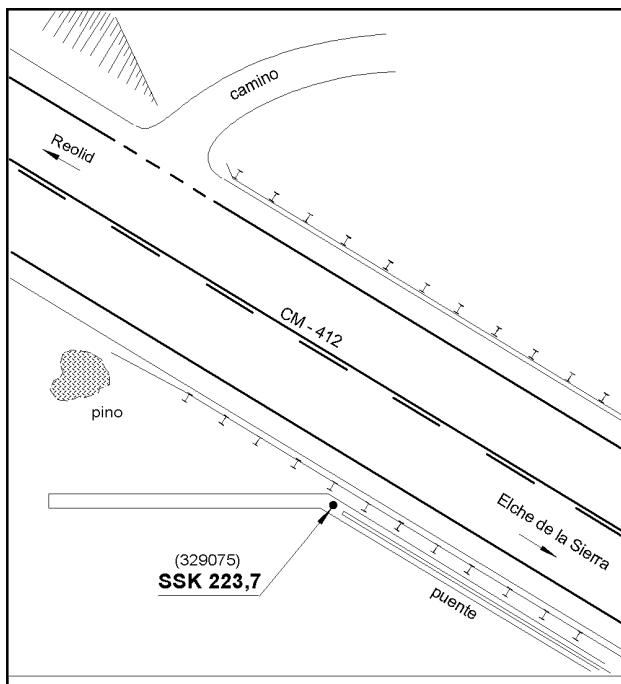 camino
Reolid
CM - 412
pino
Elche de la Sierra
(329075)
SSK 223,7
puente